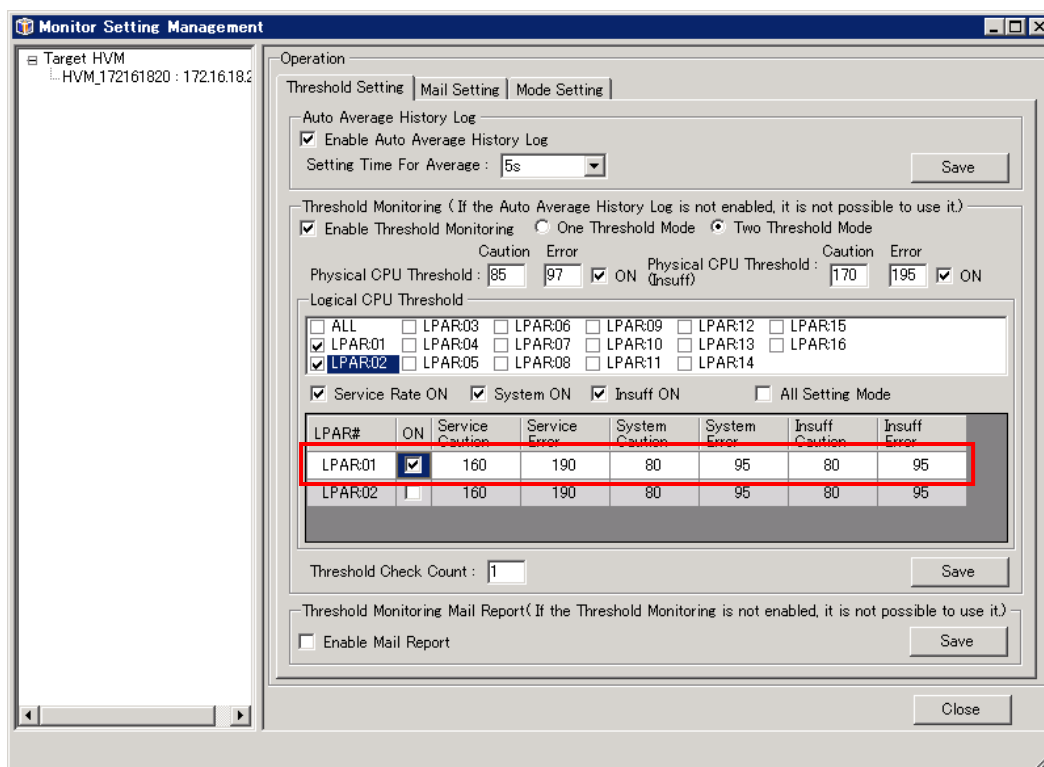 Monitor Setting Management
Target HVM
HVM_172161820 : 172.16.18.2
Operation
Threshold Setting Mail Setting Mode Setting
Auto Average History Log
Enable Auto Average History Log
Setting Time For Average : 5s
Save
Threshold Monitoring ( If the Auto Average History Log is not enabled, it is not possible to use it.)
Enable Threshold Monitoring One Threshold Mode Two Threshold Mode
Caution Error Caution Error
Physical CPU Threshold : 85 97 ON Physical CPU Threshold : (Insuff) 170 195 ON
Logical CPU Threshold
ALL LPAR:03 LPAR:06 LPAR:09 LPAR:12 LPAR:15
LPAR:01 LPAR:04 LPAR:07 LPAR:10 LPAR:13 LPAR:16
LPAR:02 LPAR:05 LPAR:08 LPAR:11 LPAR:14
Service Rate ON System ON Insuff ON All Setting Mode
LPAR# ON Service Caution Service Error System Caution System Error Insuff Caution Insuff Error
LPAR:01 160 190 80 95 80 95
LPAR:02 160 190 80 95 80 95
Threshold Check Count : 1
Save
Threshold Monitoring Mail Report( If the Threshold Monitoring is not enabled, it is not possible to use it.)
Enable Mail Report
Save
Close